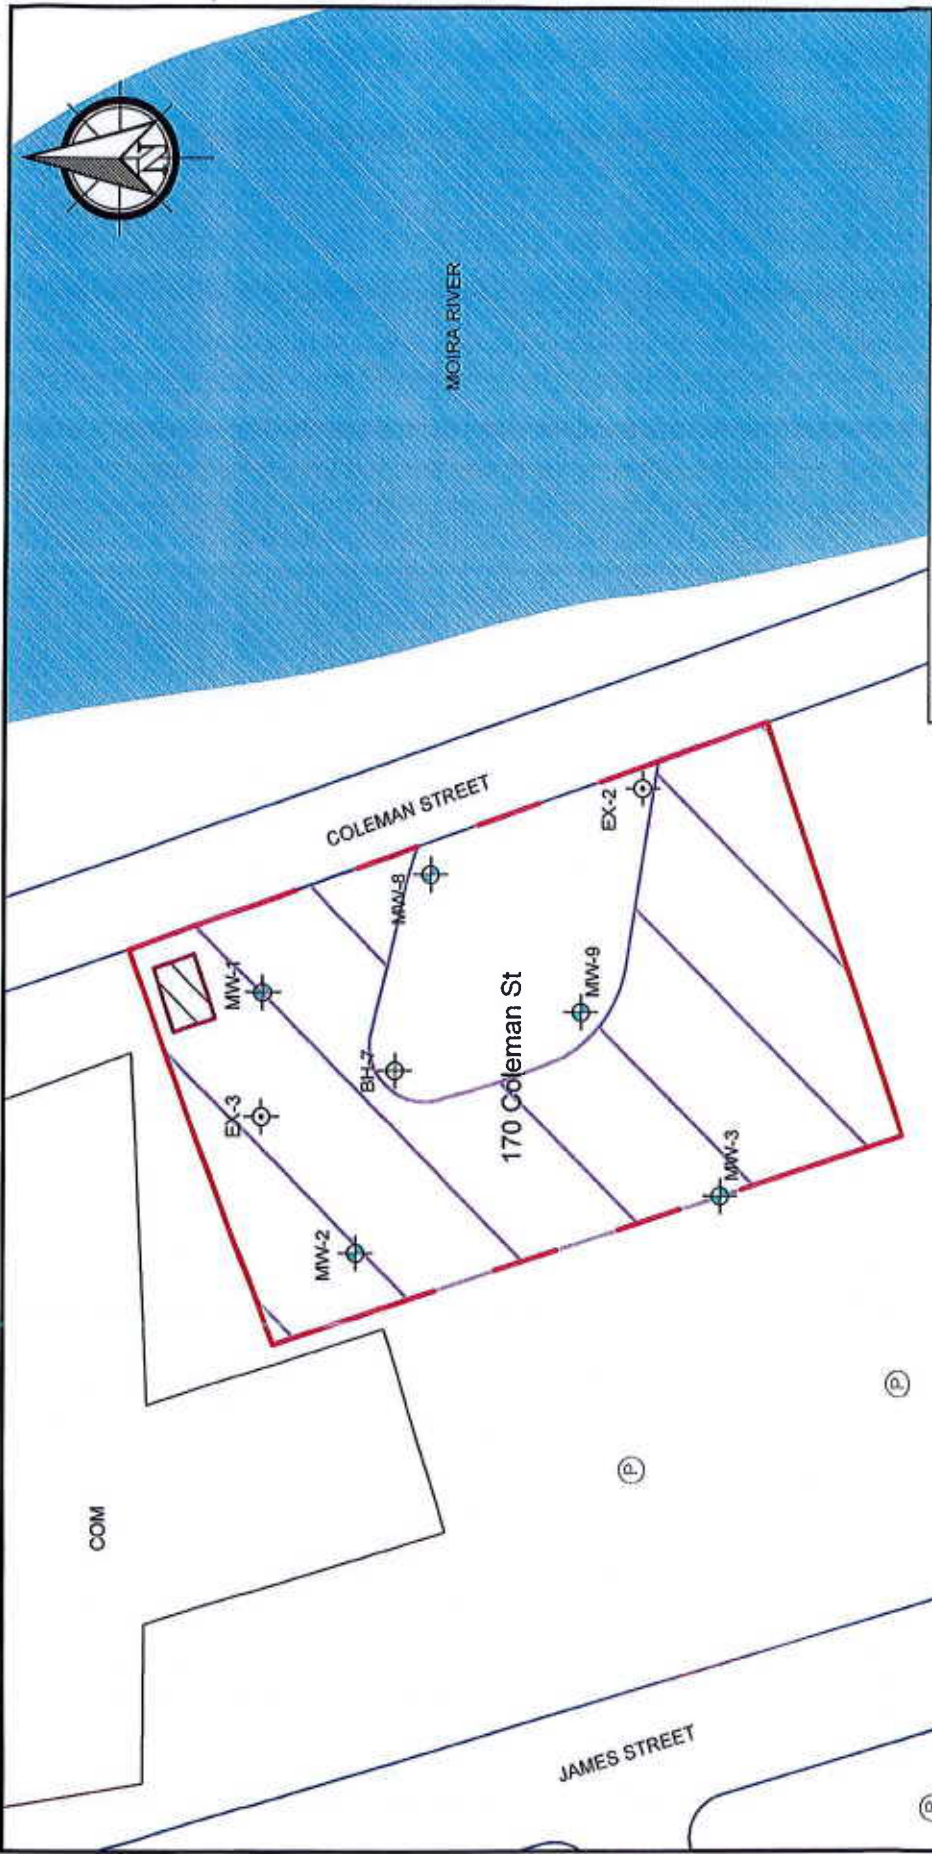 N
MOIRA RIVER
COLEMAN STREET
MW-1
MW-8
EX-2
EX-3
BH-7
MW-9
170 Coleman St
MW-2
MW-3
COM
P
P
JAMES STREET
P